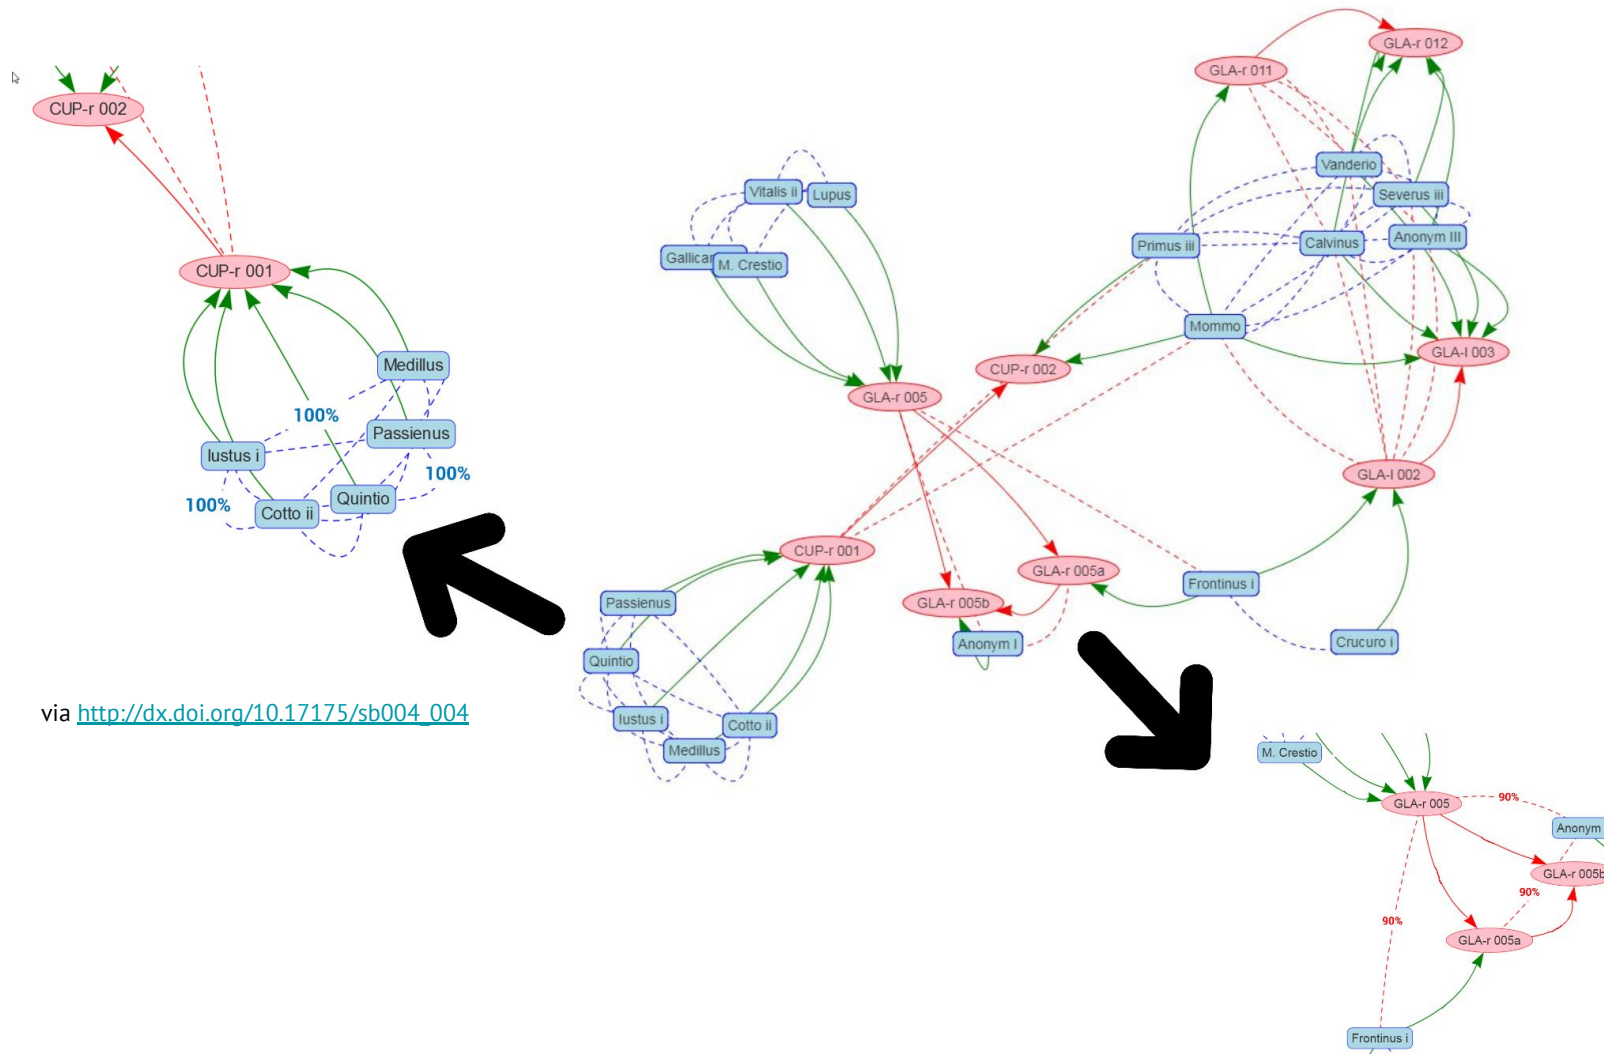 CUP-r 002
CUP-r 001
Medillus
100%
Passienus
Iustus i
100%
Quintio
100%
Cotto ii
via http://dx.doi.org/10.17175/sb004_004
GLA-r 012
GLA-r 011
Vanderio
Vitalis ii
Lupus
Severus iii
Anonym III
Primus iii
Calvinus
M. Crestio
Mommo
GLA-l 003
CUP-r 002
GLA-r 005
GLA-l 002
CUP-r 001
GLA-r 005a
Frontinus i
Passienus
GLA-r 005b
Anonym I
Crucuro i
Quintio
Iustus i
Cotto ii
Medillus
M. Crestio
GLA-r 005
90%
Anonym
GLA-r 005b
90%
90%
GLA-r 005a
Frontinus i